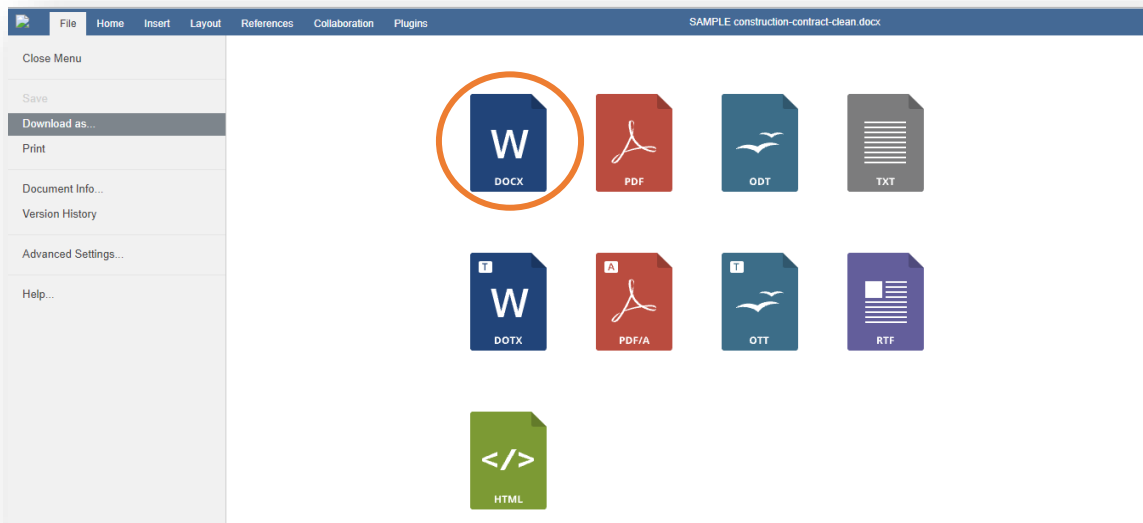 File Home Insert Layout References Collaboration Plugins SAMPLE construction-contract-clean.docx
Close Menu
Save
Download as...
Print
Document Info...
Version History
Advanced Settings...
Help...
W
DOCX
PDF
ODT
TXT
T
W
DOTX
A
PDF/A
T
OTT
RTF
</>
HTML